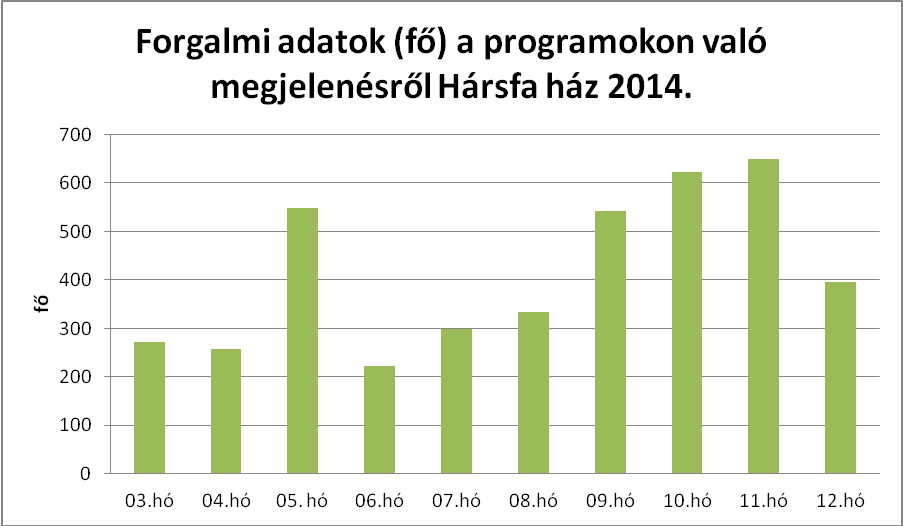 Forgalmi adatok (fő) a programokon való
megjelenésről Hársfa ház 2014.
700
600
500
400
300
200
100
0
fő
03.hó 04.hó 05. hó 06.hó 07.hó 08.hó 09.hó 10.hó 11.hó 12.hó